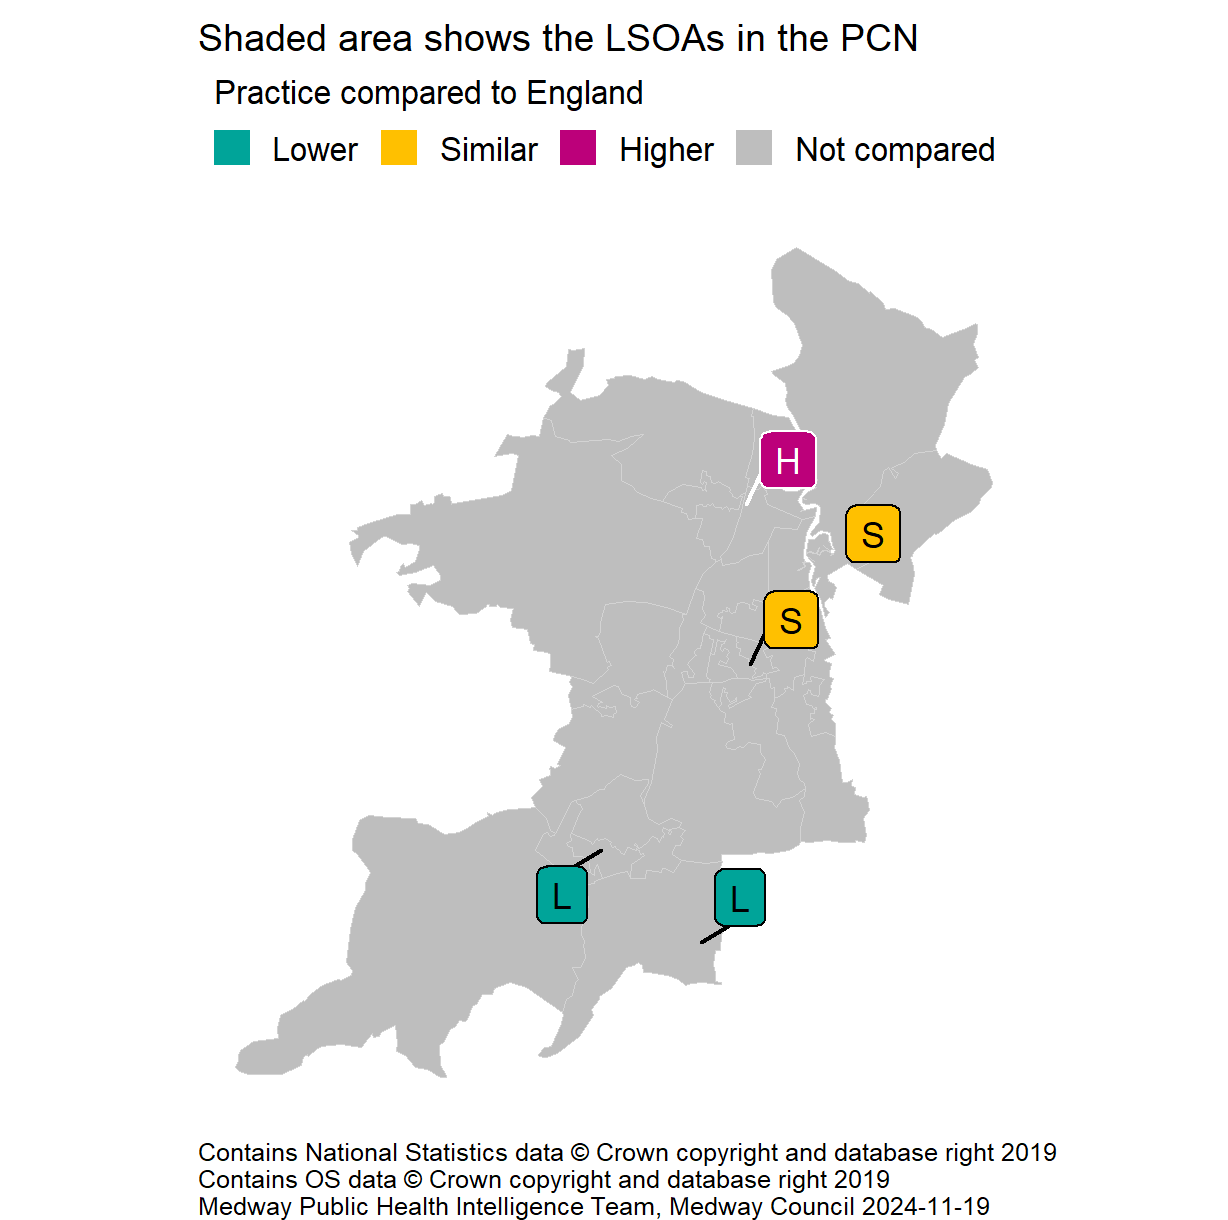 Shaded area shows the LSOAs in the PCN
Practice compared to England
Lower Similar Higher Not compared
H
S
S
L
L
Contains National Statistics data © Crown copyright and database right 2019
Contains OS data © Crown copyright and database right 2019
Medway Public Health Intelligence Team, Medway Council 2024-11-19